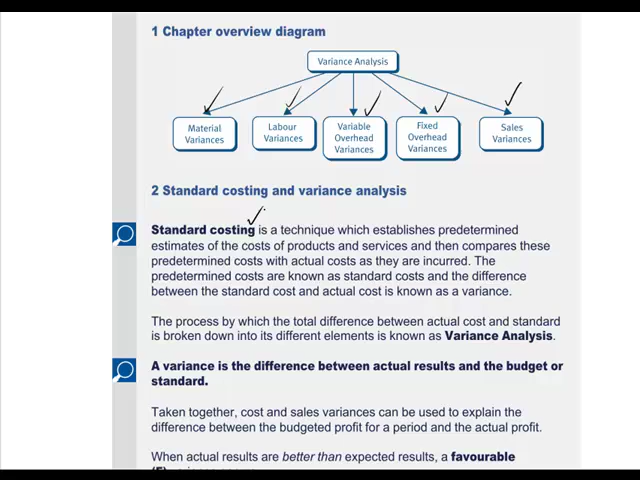 1 Chapter overview diagram
Variance Analysis
Material
Variances
Labour
Variances
Variable
Overhead
Variances
Fixed
Overhead
Variances
Sales
Variances
2 Standard costing and variance analysis
Standard costing is a technique which establishes predetermined
estimates of the costs of products and services and then compares these
predetermined costs with actual costs as they are incurred. The
predetermined costs are known as standard costs and the difference
between the standard cost and actual cost is known as a variance.
The process by which the total difference between actual cost and standard
is broken down into its different elements is known as Variance Analysis.
A variance is the difference between actual results and the budget or
standard.
Taken together, cost and sales variances can be used to explain the
difference between the budgeted profit for a period and the actual profit.
When actual results are better than expected results, a favourable